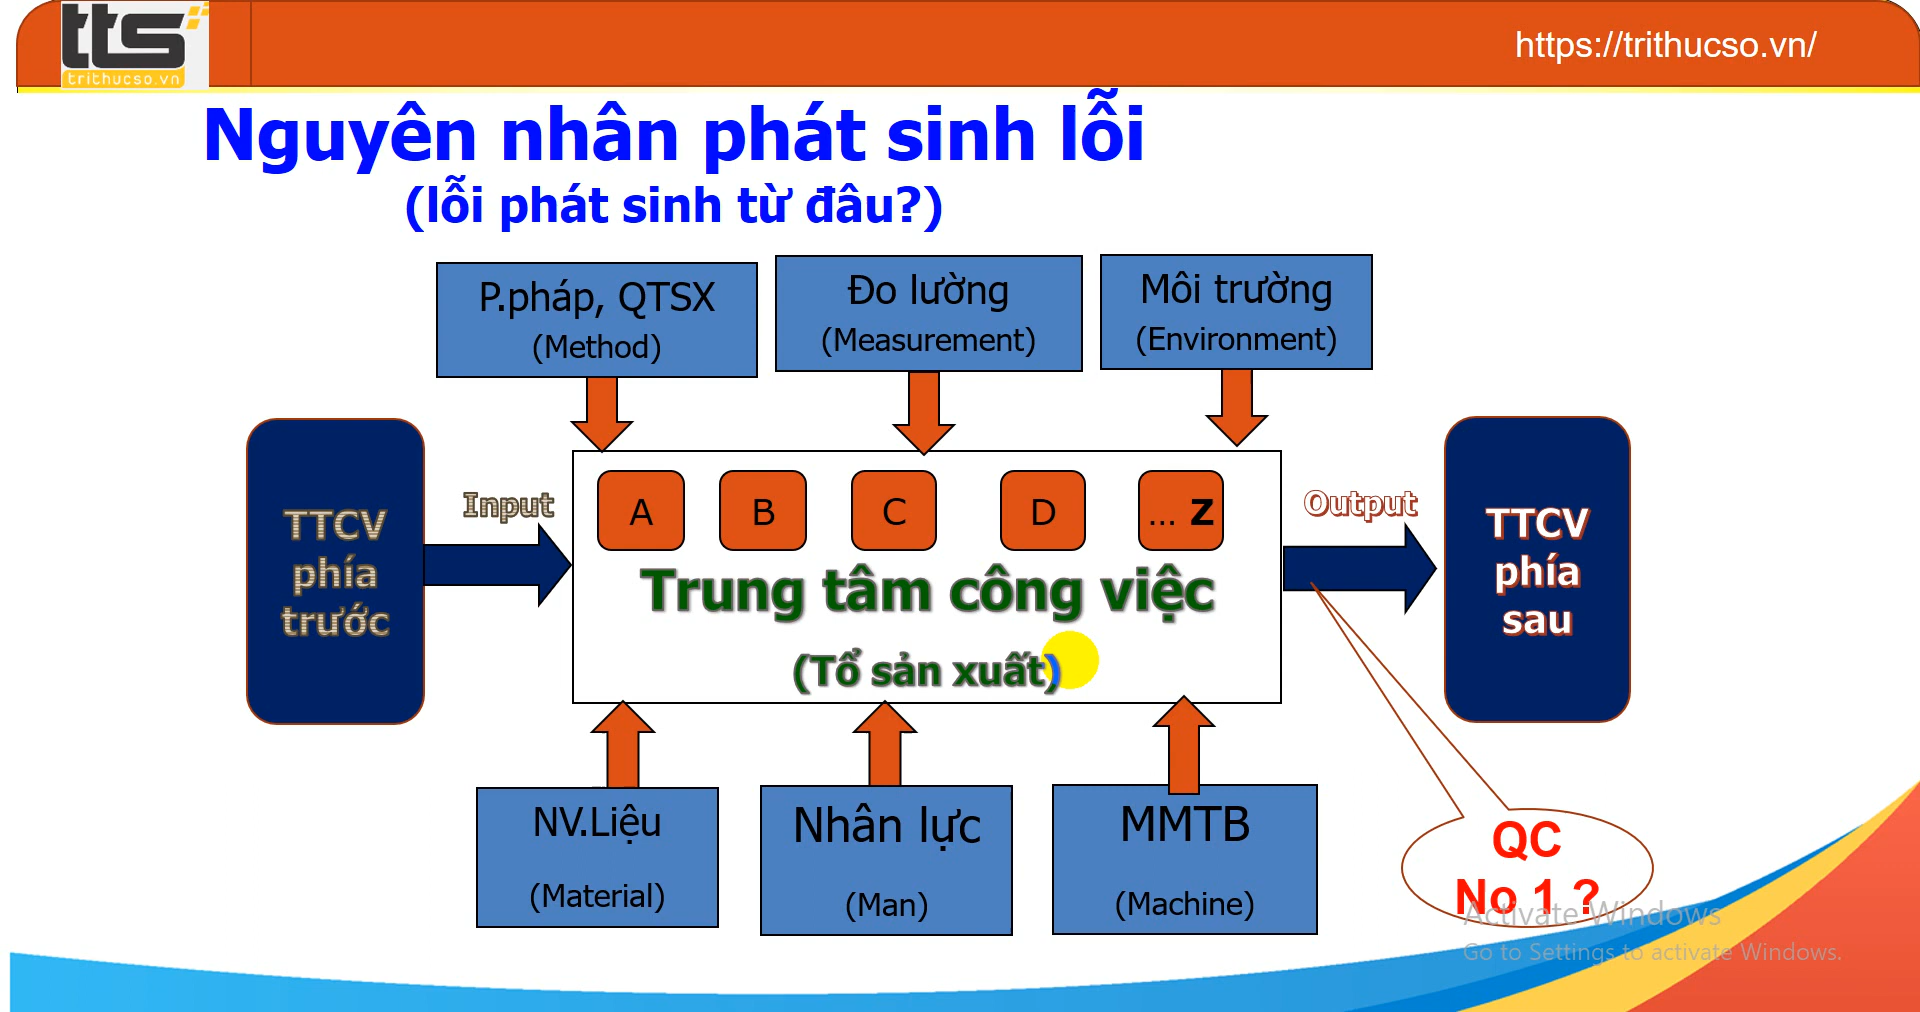 tts
trithucso.vn
https://trithucso.vn/
Nguyên nhân phát sinh lỗi
(lỗi phát sinh từ đâu?)
P.pháp, QTSX
(Method)
Đo lường
(Measurement)
Môi trường
(Environment)
TTCV
phía
trước
Input
A
B
C
D
... Z
Trung tâm công việc
(Tổ sản xuất)
Output
TTCV
phía
sau
NV.Liệu
(Material)
Nhân lực
(Man)
MMTB
(Machine)
QC
No 1 ?
Activate Windows
Go to Settings to activate Windows.